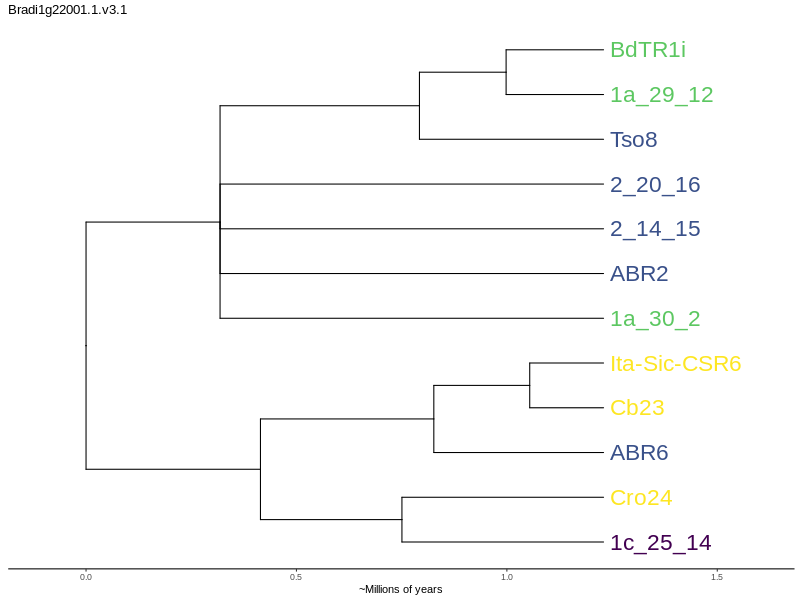 Bradi1g22001.1.v3.1
BdTR1i
1a_29_12
Tso8
2_20_16
2_14_15
ABR2
1a_30_2
Ita-Sic-CSR6
Cb23
ABR6
Cro24
1c_25_14
0.0 0.5 1.0 1.5
~Millions of years